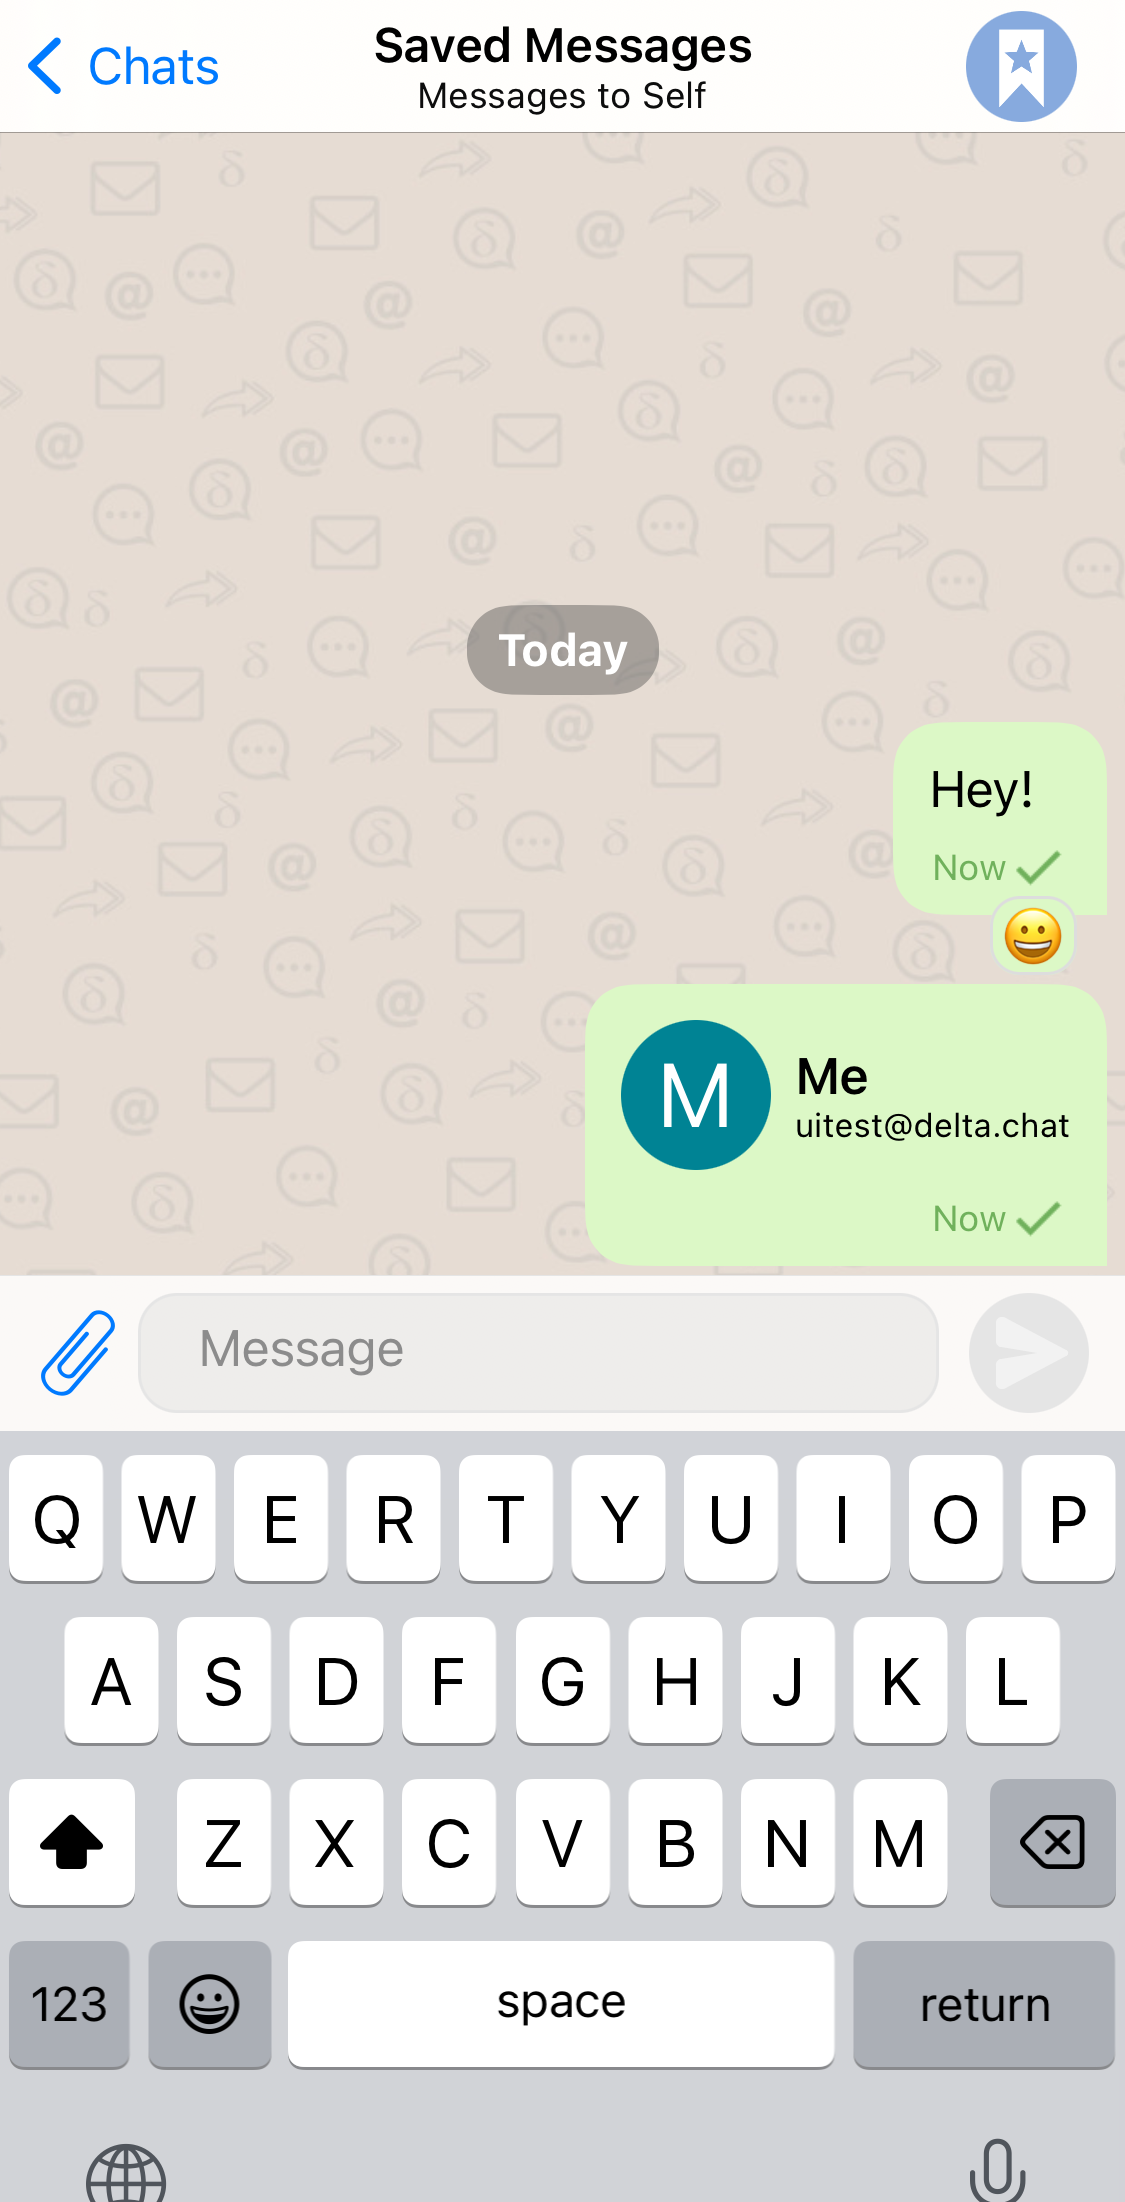 Chats
Saved Messages
Messages to Self
Today
Hey!
Now
😀
M
Me
uitest@delta.chat
Now
Message
Q W E R T Y U I O P
A S D F G H J K L
Z X C V B N M
123 space return